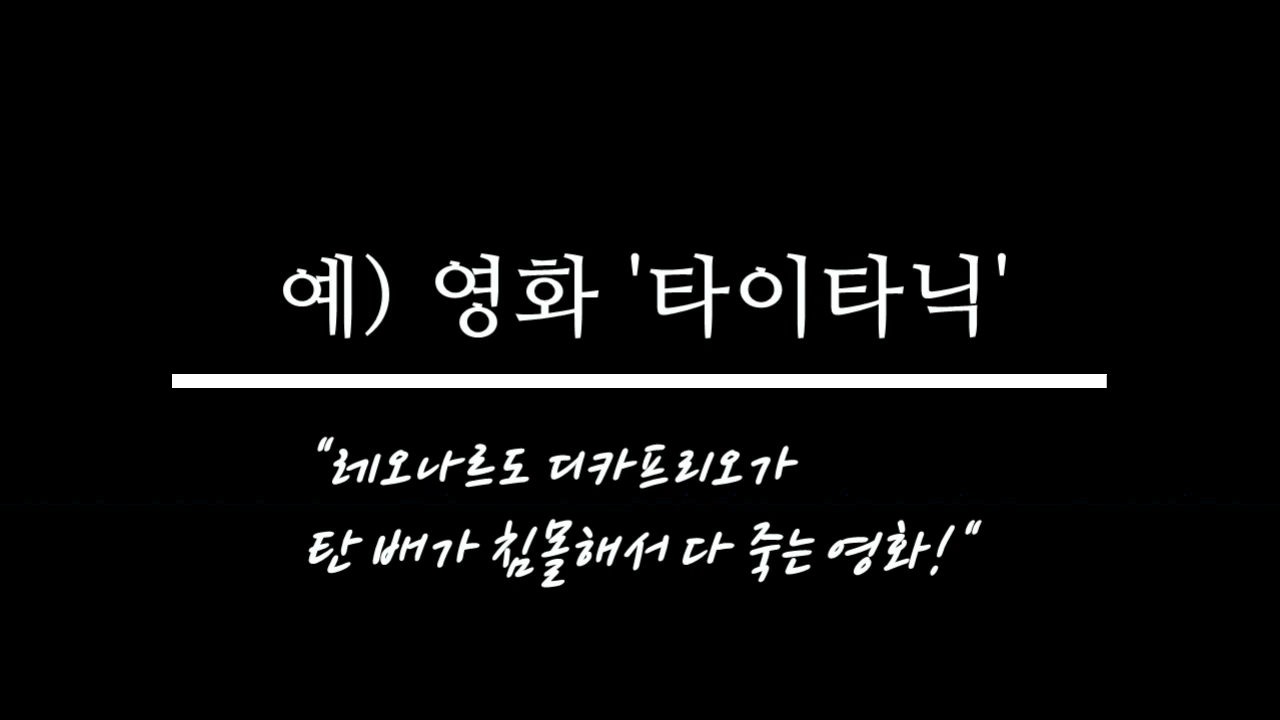 예) 영화 '타이타닉'
"레오나르도 디카프리오가
탄 배가 침몰해서 다 죽는 영화!"